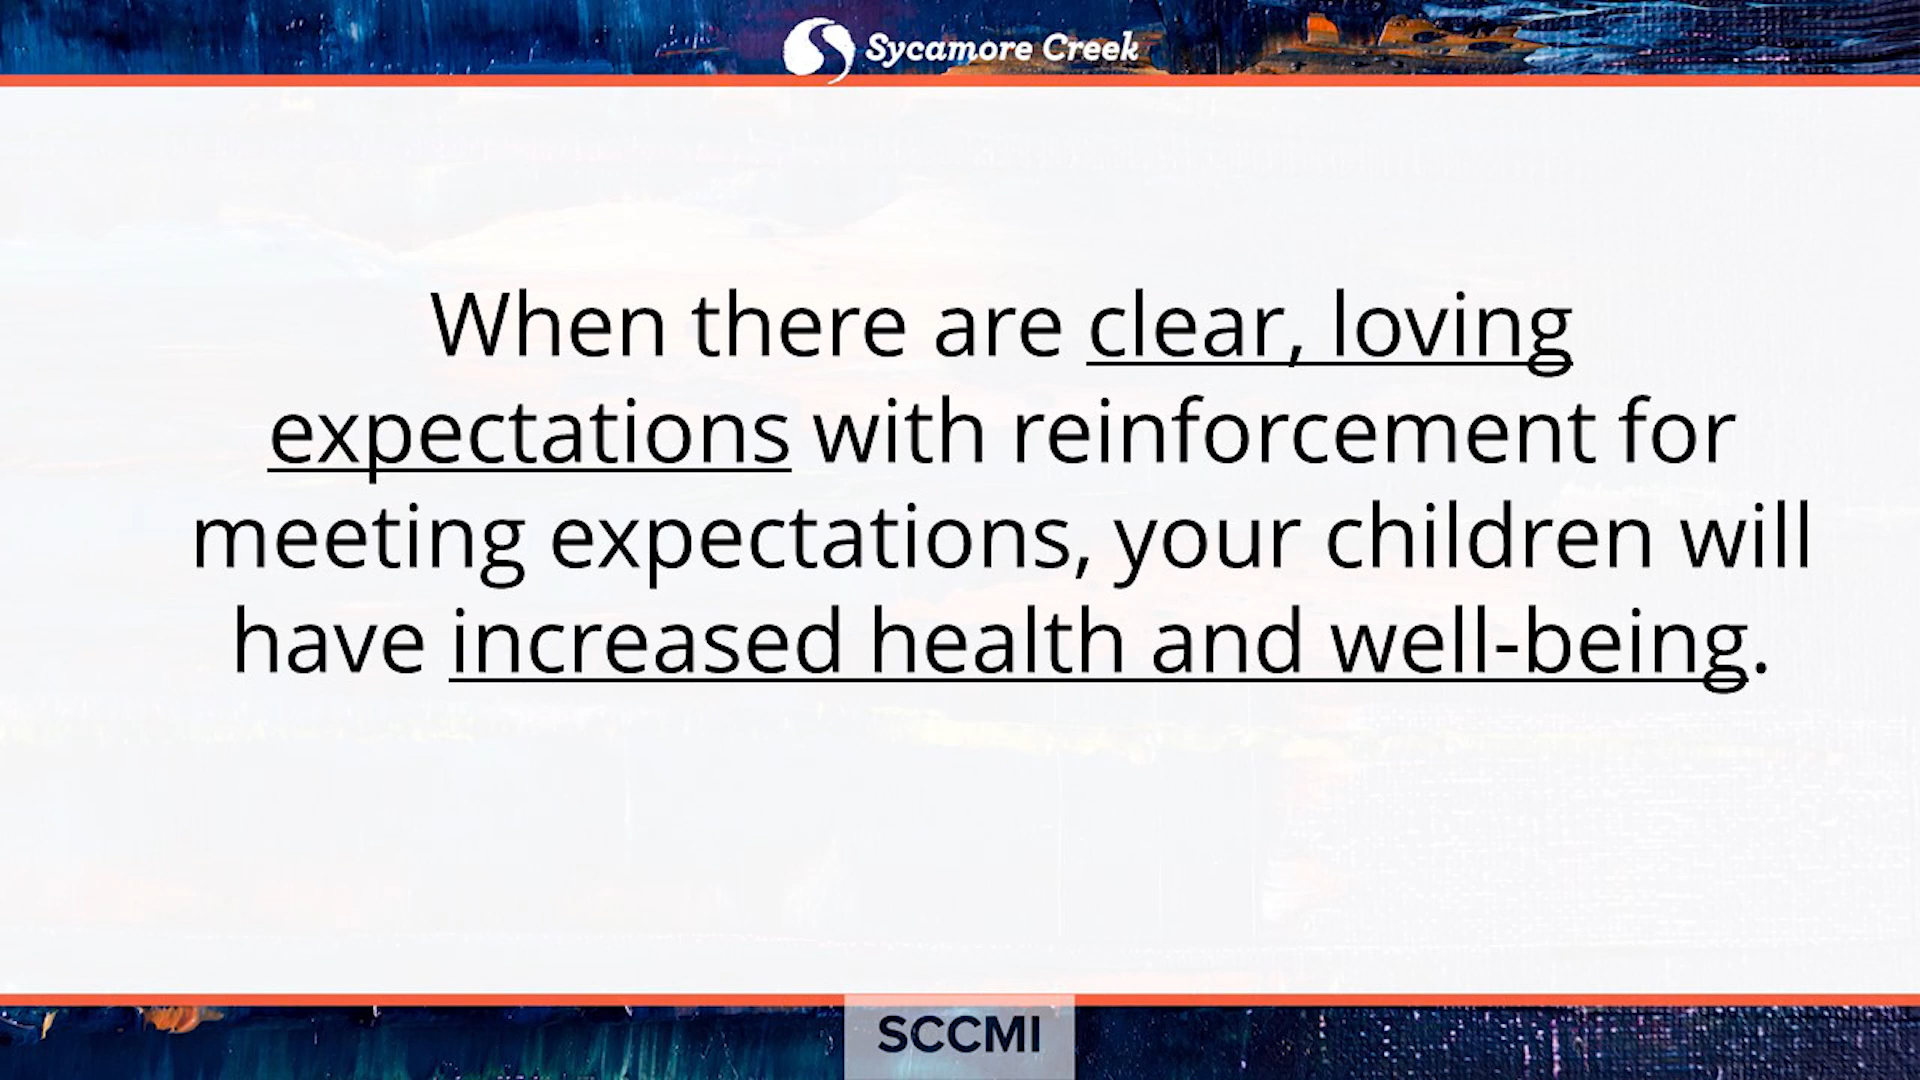 Sycamore Creek
When there are clear, loving
expectations with reinforcement for
meeting expectations, your children will
have increased health and well-being.
SCCMI